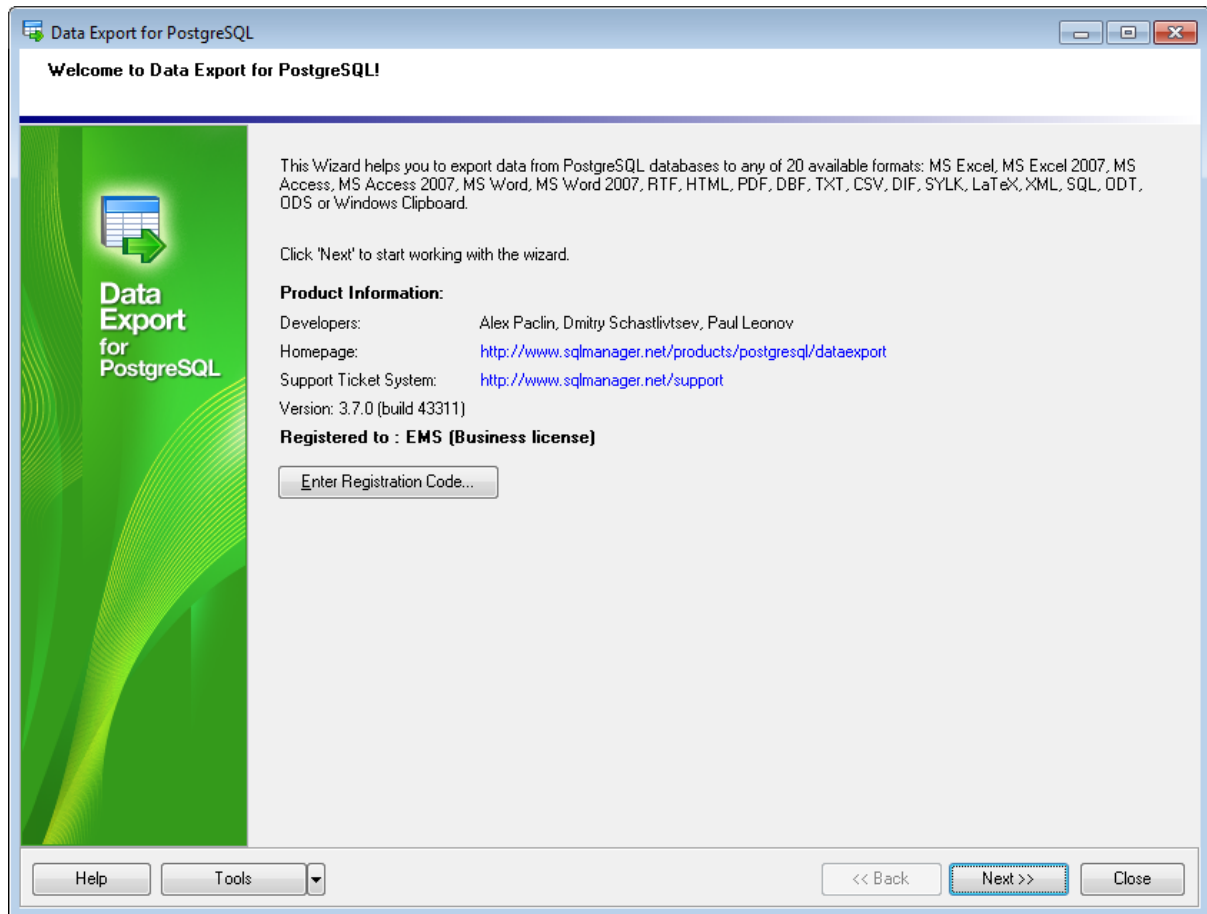 Data Export for PostgreSQL
Welcome to Data Export for PostgreSQL!
Data
Export
for
PostgreSQL
This Wizard helps you to export data from PostgreSQL databases to any of 20 available formats: MS Excel, MS Excel 2007, MS
Access, MS Access 2007, MS Word, MS Word 2007, RTF, HTML, PDF, DBF, TXT, CSV, DIF, SYLK, LaTeX, XML, SQL, ODT,
ODS or Windows Clipboard.
Click 'Next' to start working with the wizard.
Product Information:
Developers: Alex Paclin, Dmitry Schastlivtsev, Paul Leonov
Homepage: http://www.sqlmanager.net/products/postgresql/dataexport
Support Ticket System: http://www.sqlmanager.net/support
Version: 3.7.0 (build 43311)
Registered to : EMS (Business license)
Enter Registration Code...
Help Tools << Back Next >> Close